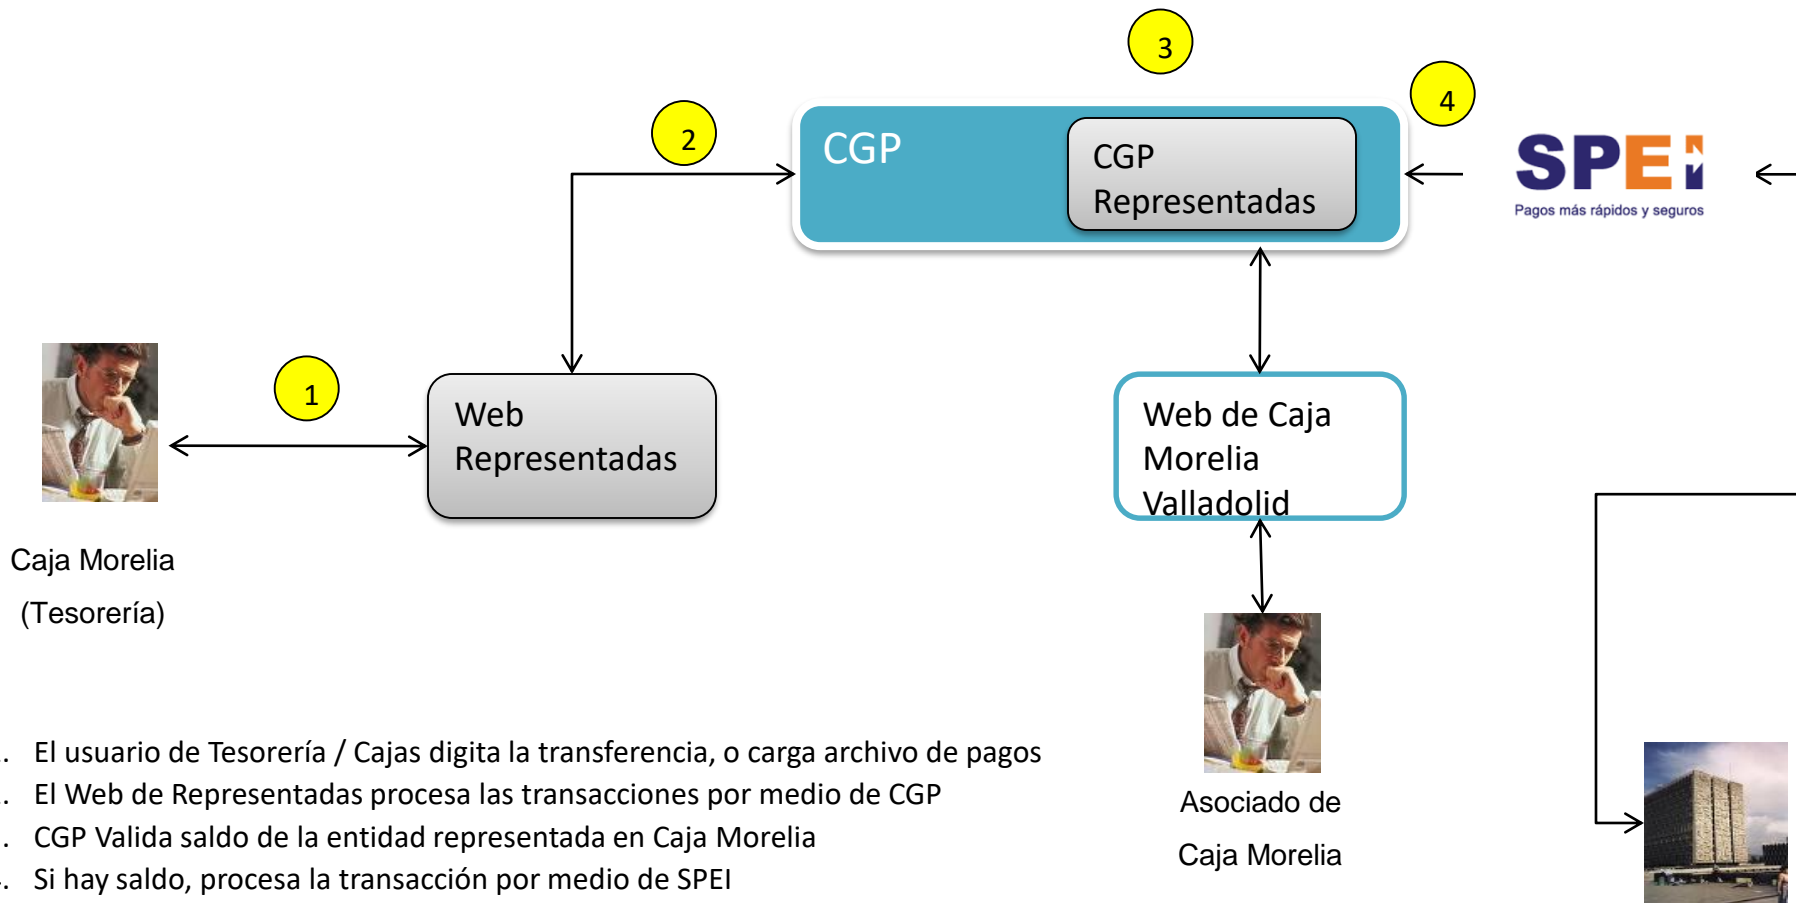 3
4
2
CGP
CGP
Representadas
SPEI
Pagos más rápidos y seguros
1
Web
Representadas
Web de Caja
Morelia
Valladolid
Caja Morelia
(Tesorería)
. El usuario de Tesorería / Cajas digita la transferencia, o carga archivo de pagos
. El Web de Representadas procesa las transacciones por medio de CGP
. CGP Valida saldo de la entidad representada en Caja Morelia
. Si hay saldo, procesa la transacción por medio de SPEI
Asociado de
Caja Morelia